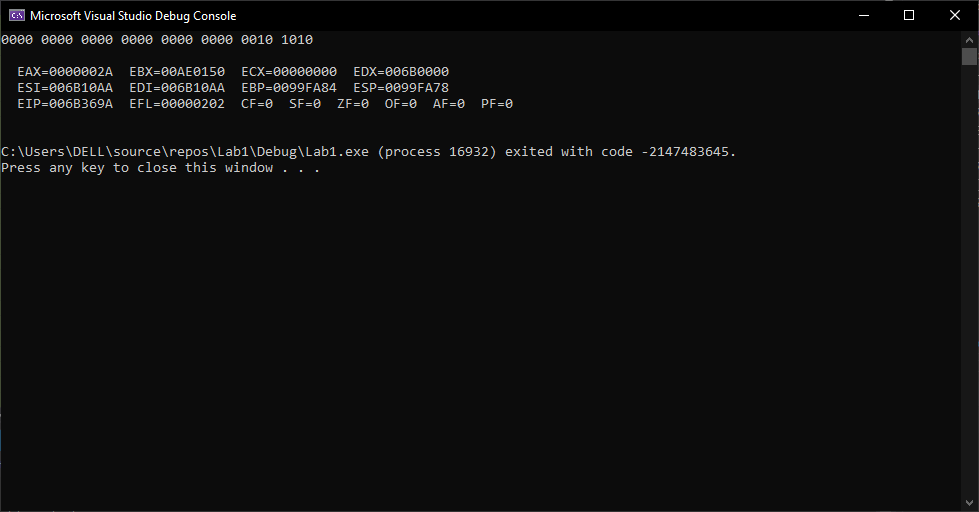 Microsoft Visual Studio Debug Console
0000 0000 0000 0000 0000 0000 0010 1010
EAX=0000002A  EBX=00AE0150  ECX=00000000  EDX=006B0000
ESI=006B10AA  EDI=006B10AA  EBP=0099FA84  ESP=0099FA78
EIP=006B369A  EFL=00000202  CF=0  SF=0  ZF=0  OF=0  AF=0  PF=0
C:\Users\DELL\source\repos\Lab1\Debug\Lab1.exe (process 16932) exited with code -2147483645.
Press any key to close this window . . .